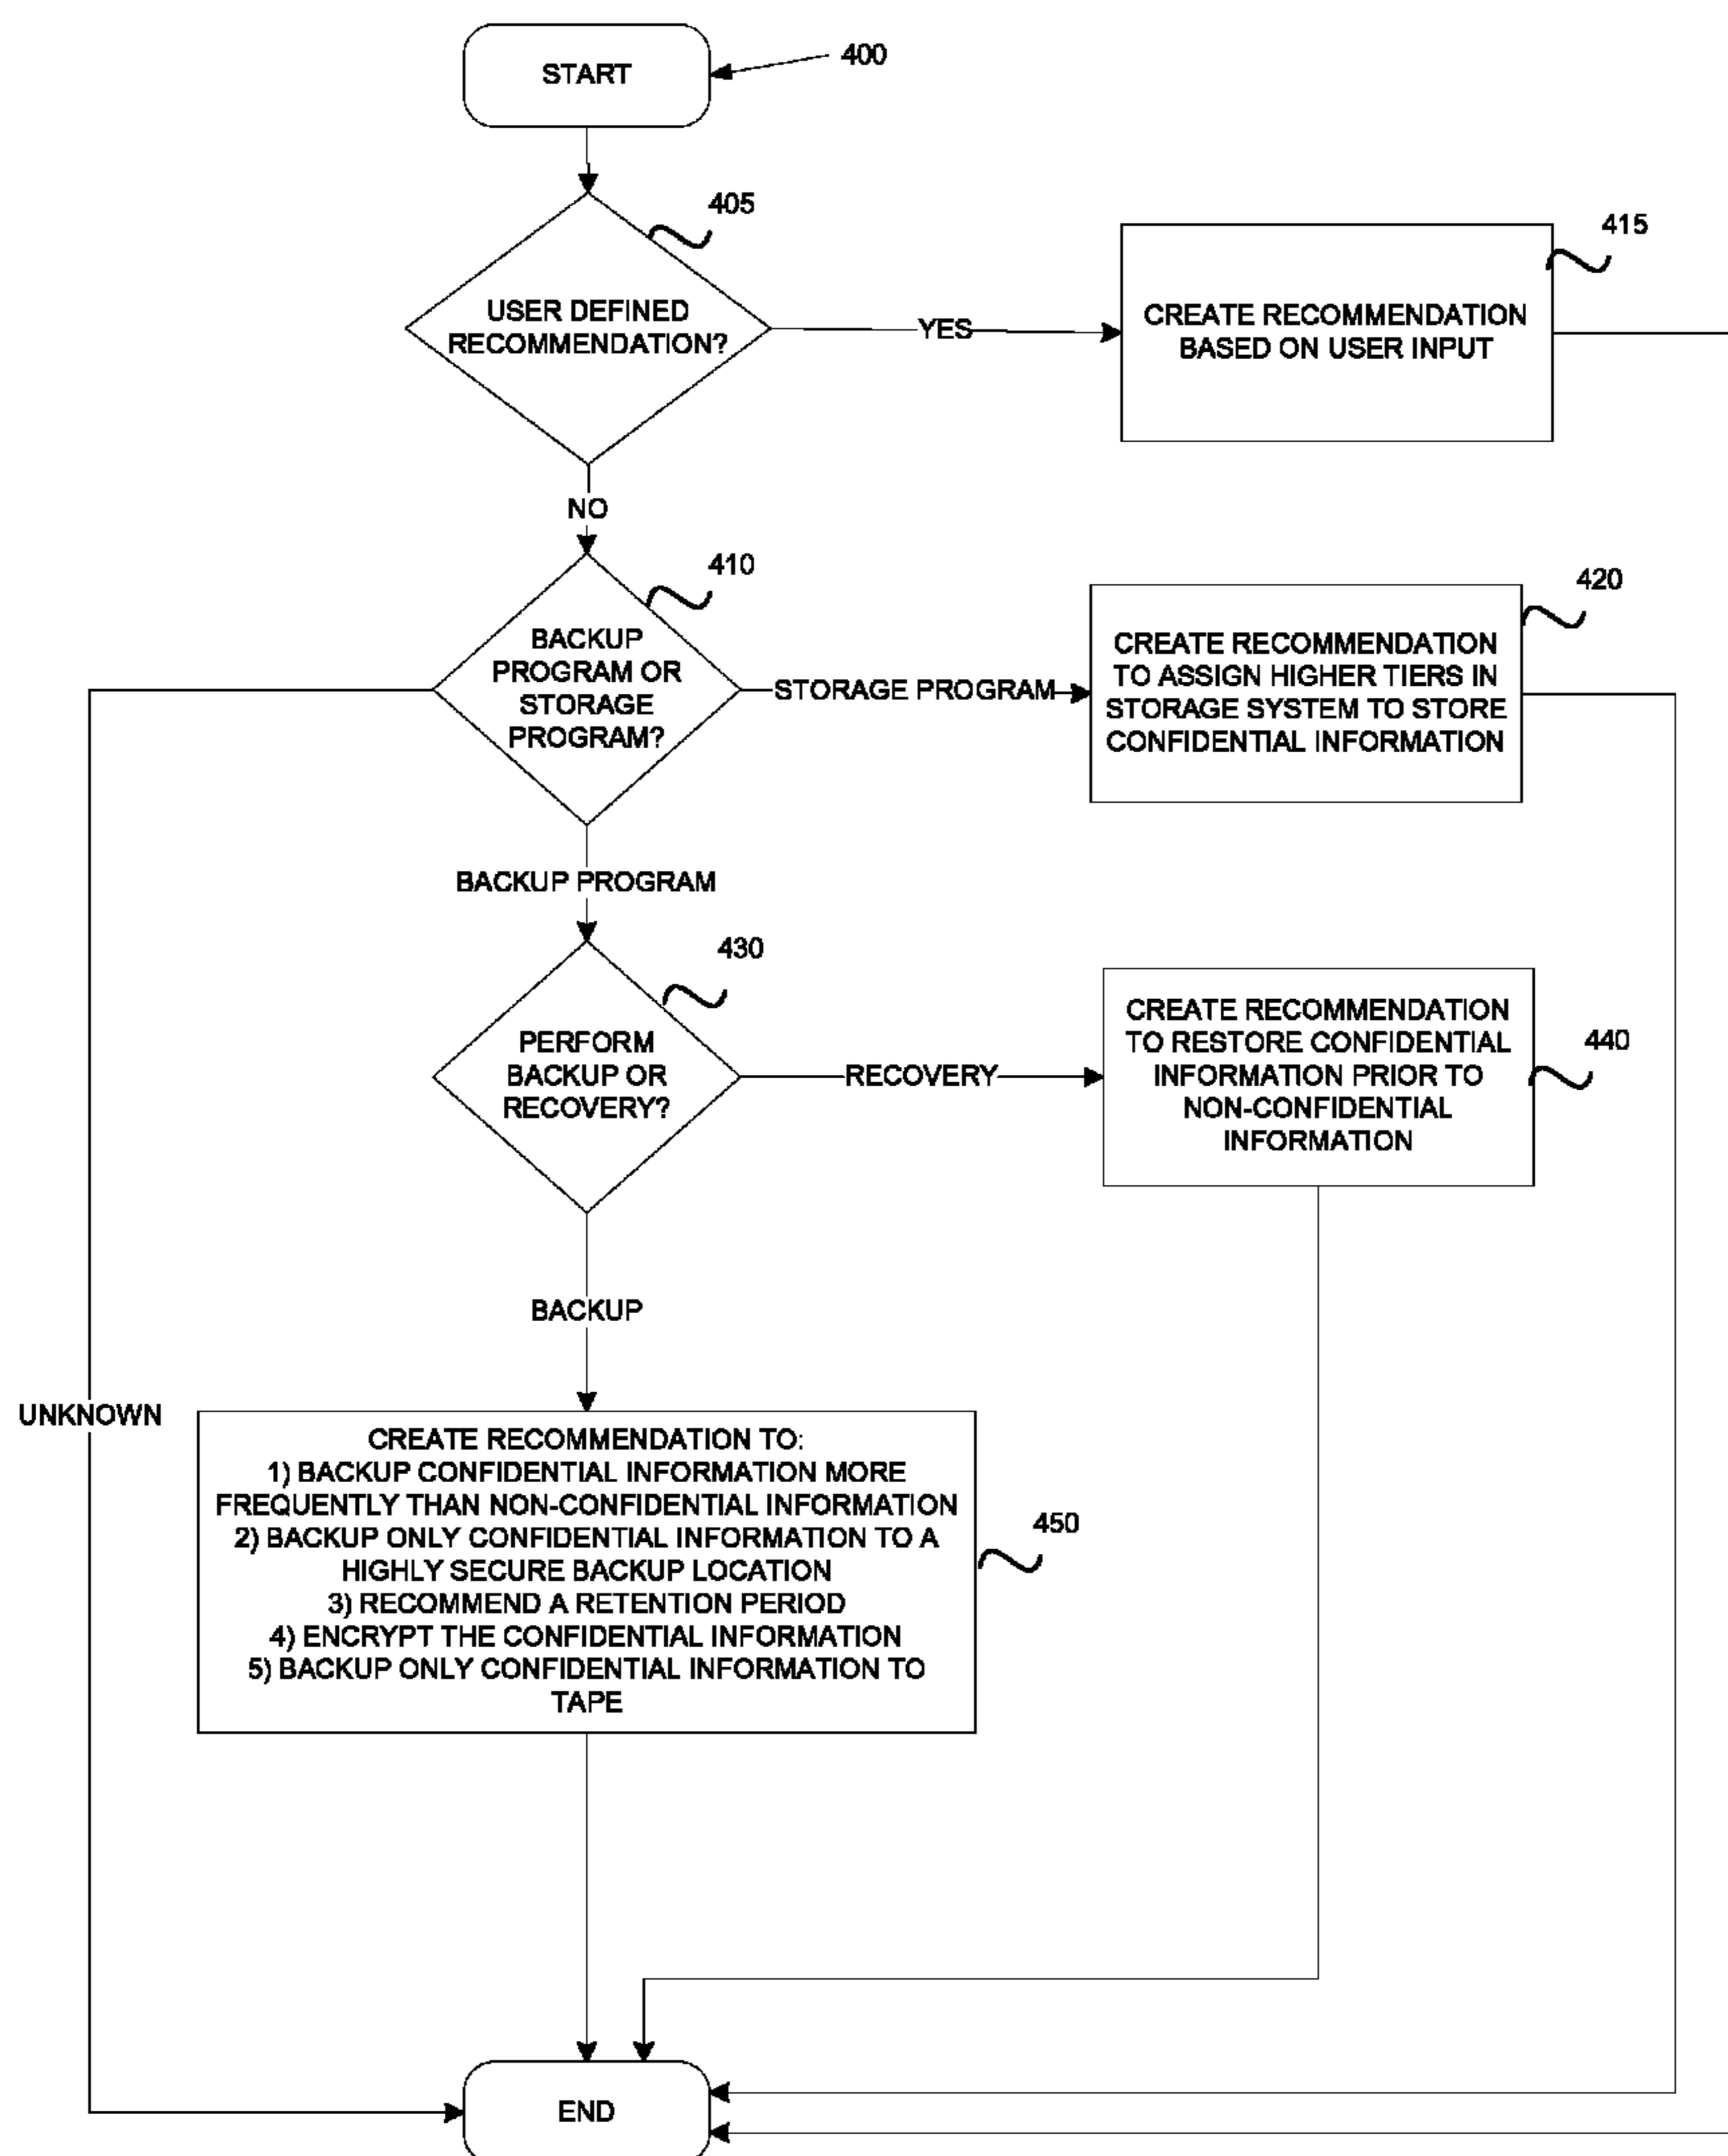 START
400
405
USER DEFINED
RECOMMENDATION?
YES
415
CREATE RECOMMENDATION
BASED ON USER INPUT
NO
410
BACKUP
PROGRAM OR
STORAGE
PROGRAM?
STORAGE PROGRAM
420
CREATE RECOMMENDATION
TO ASSIGN HIGHER TIERS IN
STORAGE SYSTEM TO STORE
CONFIDENTIAL INFORMATION
BACKUP PROGRAM
430
PERFORM
BACKUP OR
RECOVERY?
RECOVERY
CREATE RECOMMENDATION
TO RESTORE CONFIDENTIAL
INFORMATION PRIOR TO
NON-CONFIDENTIAL
INFORMATION
440
BACKUP
UNKNOWN
CREATE RECOMMENDATION TO:
1) BACKUP CONFIDENTIAL INFORMATION MORE
FREQUENTLY THAN NON-CONFIDENTIAL INFORMATION
2) BACKUP ONLY CONFIDENTIAL INFORMATION TO A
HIGHLY SECURE BACKUP LOCATION
3) RECOMMEND A RETENTION PERIOD
4) ENCRYPT THE CONFIDENTIAL INFORMATION
5) BACKUP ONLY CONFIDENTIAL INFORMATION TO
TAPE
450
END